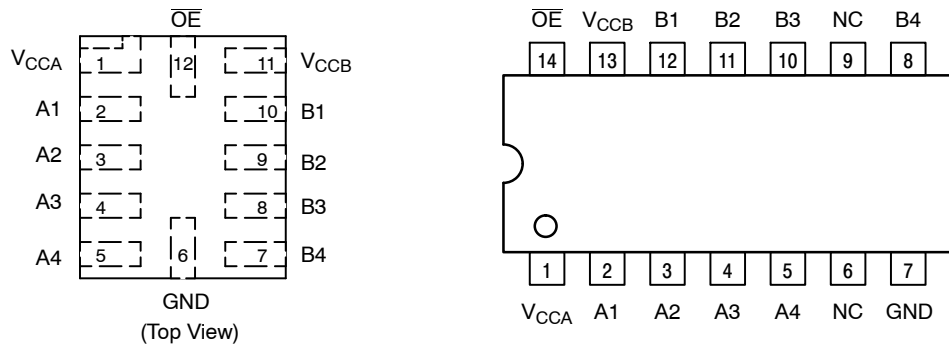 OE
VCCA 1 12 11 VCCB
A1 2 10 B1
A2 3 9 B2
A3 4 8 B3
A4 5 6 7 B4
GND
(Top View)
OE VCCB B1 B2 B3 NC B4
14 13 12 11 10 9 8
1 2 3 4 5 6 7
VCCA A1 A2 A3 A4 NC GND